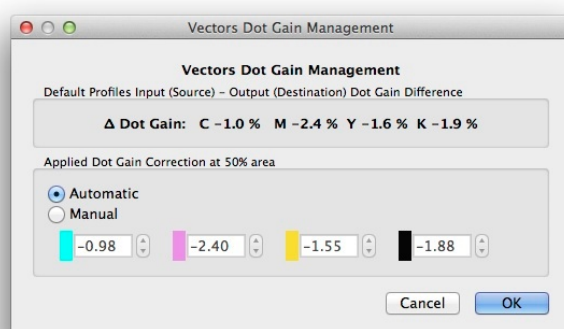 Vectors Dot Gain Management
Vectors Dot Gain Management
Default Profiles Input (Source) – Output (Destination) Dot Gain Difference
Δ Dot Gain: C –1.0 % M –2.4 % Y –1.6 % K –1.9 %
Applied Dot Gain Correction at 50% area
Automatic
Manual
–0.98 –2.40 –1.55 –1.88
Cancel OK